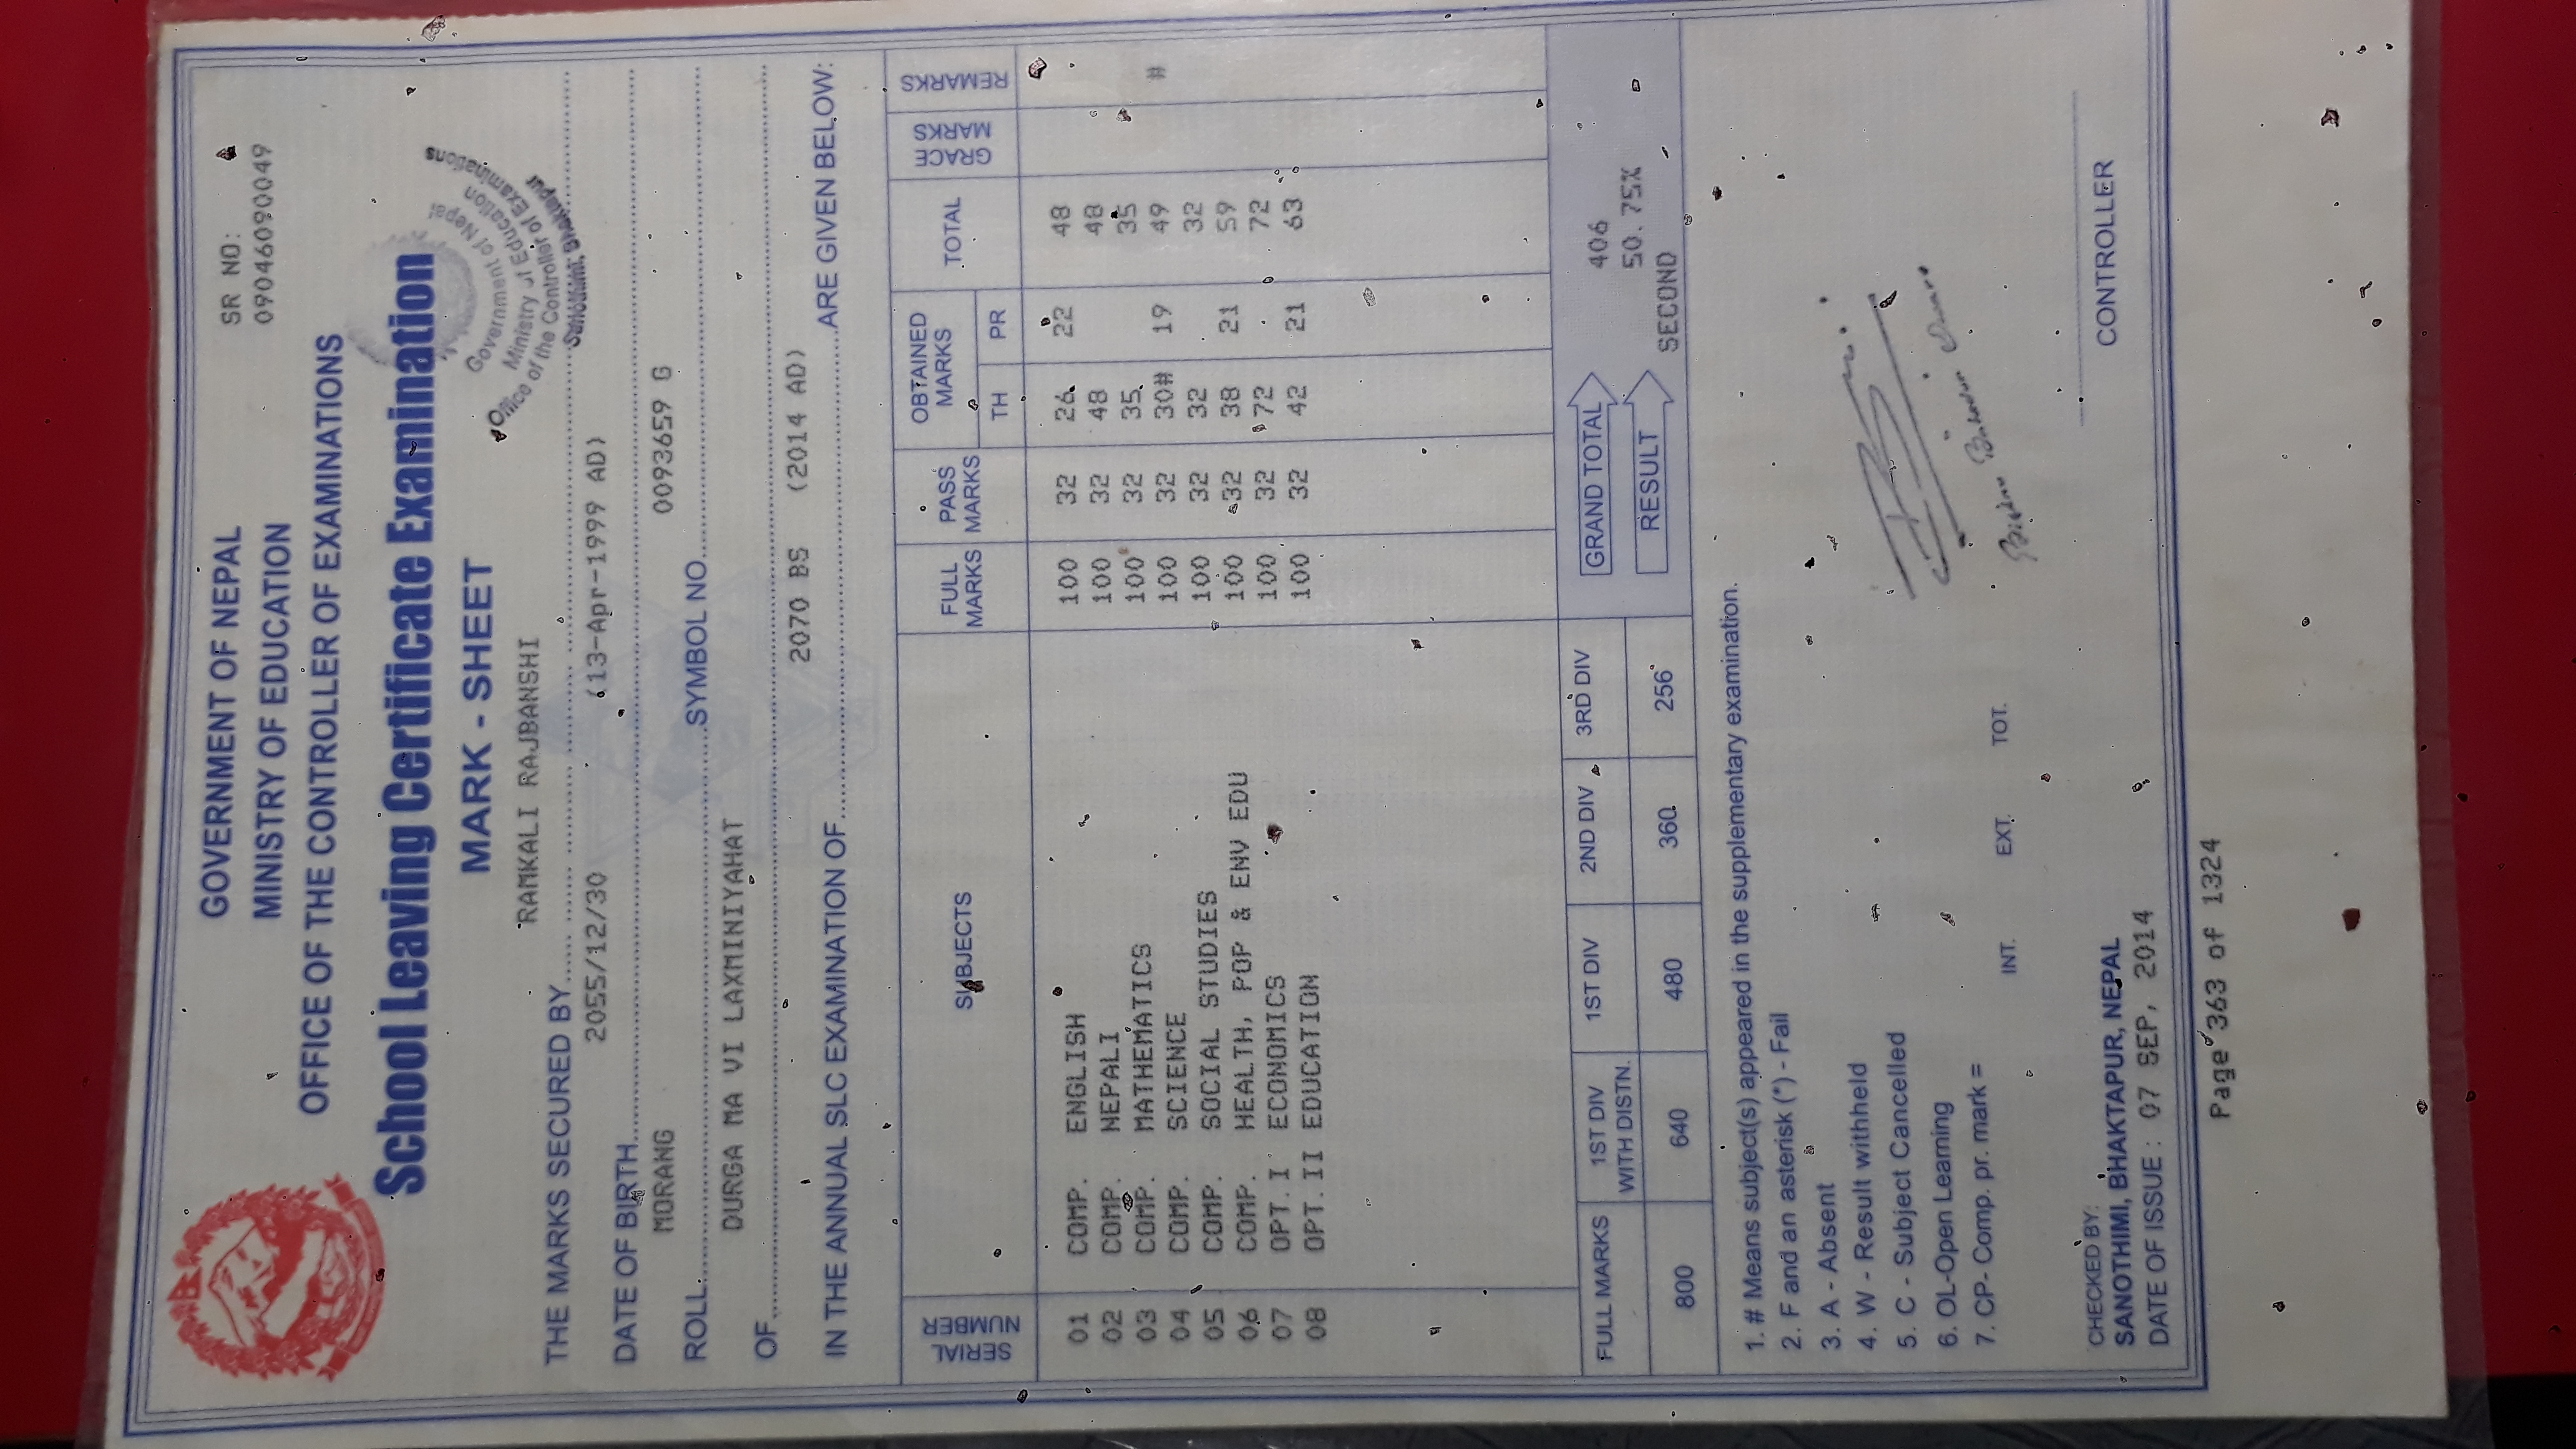 GOVERNMENT OF NEPAL
MINISTRY OF EDUCATION
OFFICE OF THE CONTROLLER OF EXAMINATIONS
SR NO:
09046090049
School Leaving Certificate Examination
MARK - SHEET
Government of Nepal
Ministry of Education
Office of the Controller of Examinations
Sanothimi, Bhaktapur
RAMKALI RAJBANSHI
THE MARKS SECURED BY
2055/12/30 (13-Apr-1999 AD)
DATE OF BIRTH
MORANG 0093659 G
ROLL: SYMBOL NO.
DURGA MA VI LAXMINIYAHAT
OF
2070 BS (2014 AD)
IN THE ANNUAL SLC EXAMINATION OF ARE GIVEN BELOW:
SERIAL NUMBER SUBJECTS FULL MARKS PASS MARKS OBTAINED MARKS TOTAL GRACE MARKS REMARKS
TH PR
01 COMP. ENGLISH 100 32 26 22 48
02 COMP. NEPALI 100 32 48 48
03 COMP. MATHEMATICS 100 32 35 35
04 COMP. SCIENCE 100 32 30# 19 49 #
05 COMP. SOCIAL STUDIES 100 32 32 32
06 COMP. HEALTH, POP & ENV EDU 100 32 38 21 59
07 OPT.I ECONOMICS 100 32 72 72
08 OPT.II EDUCATION 100 32 42 21 63
FULL MARKS 1ST DIV WITH DISTN. 1ST DIV 2ND DIV 3RD DIV
800 640 480 360 256
GRAND TOTAL 406
50.75%
RESULT SECOND
1. # Means subject(s) appeared in the supplementary examination.
2. F and an asterisk (*) - Fail
3. A - Absent
4. W - Result withheld
5. C - Subject Cancelled
6. OL-Open Learning
7. CP- Comp. pr. mark =
INT. EXT. TOT.
Bahadur
CHECKED BY:
SANOTHIMI, BHAKTAPUR, NEPAL
CONTROLLER
DATE OF ISSUE : 07 SEP, 2014
Page 363 of 1324